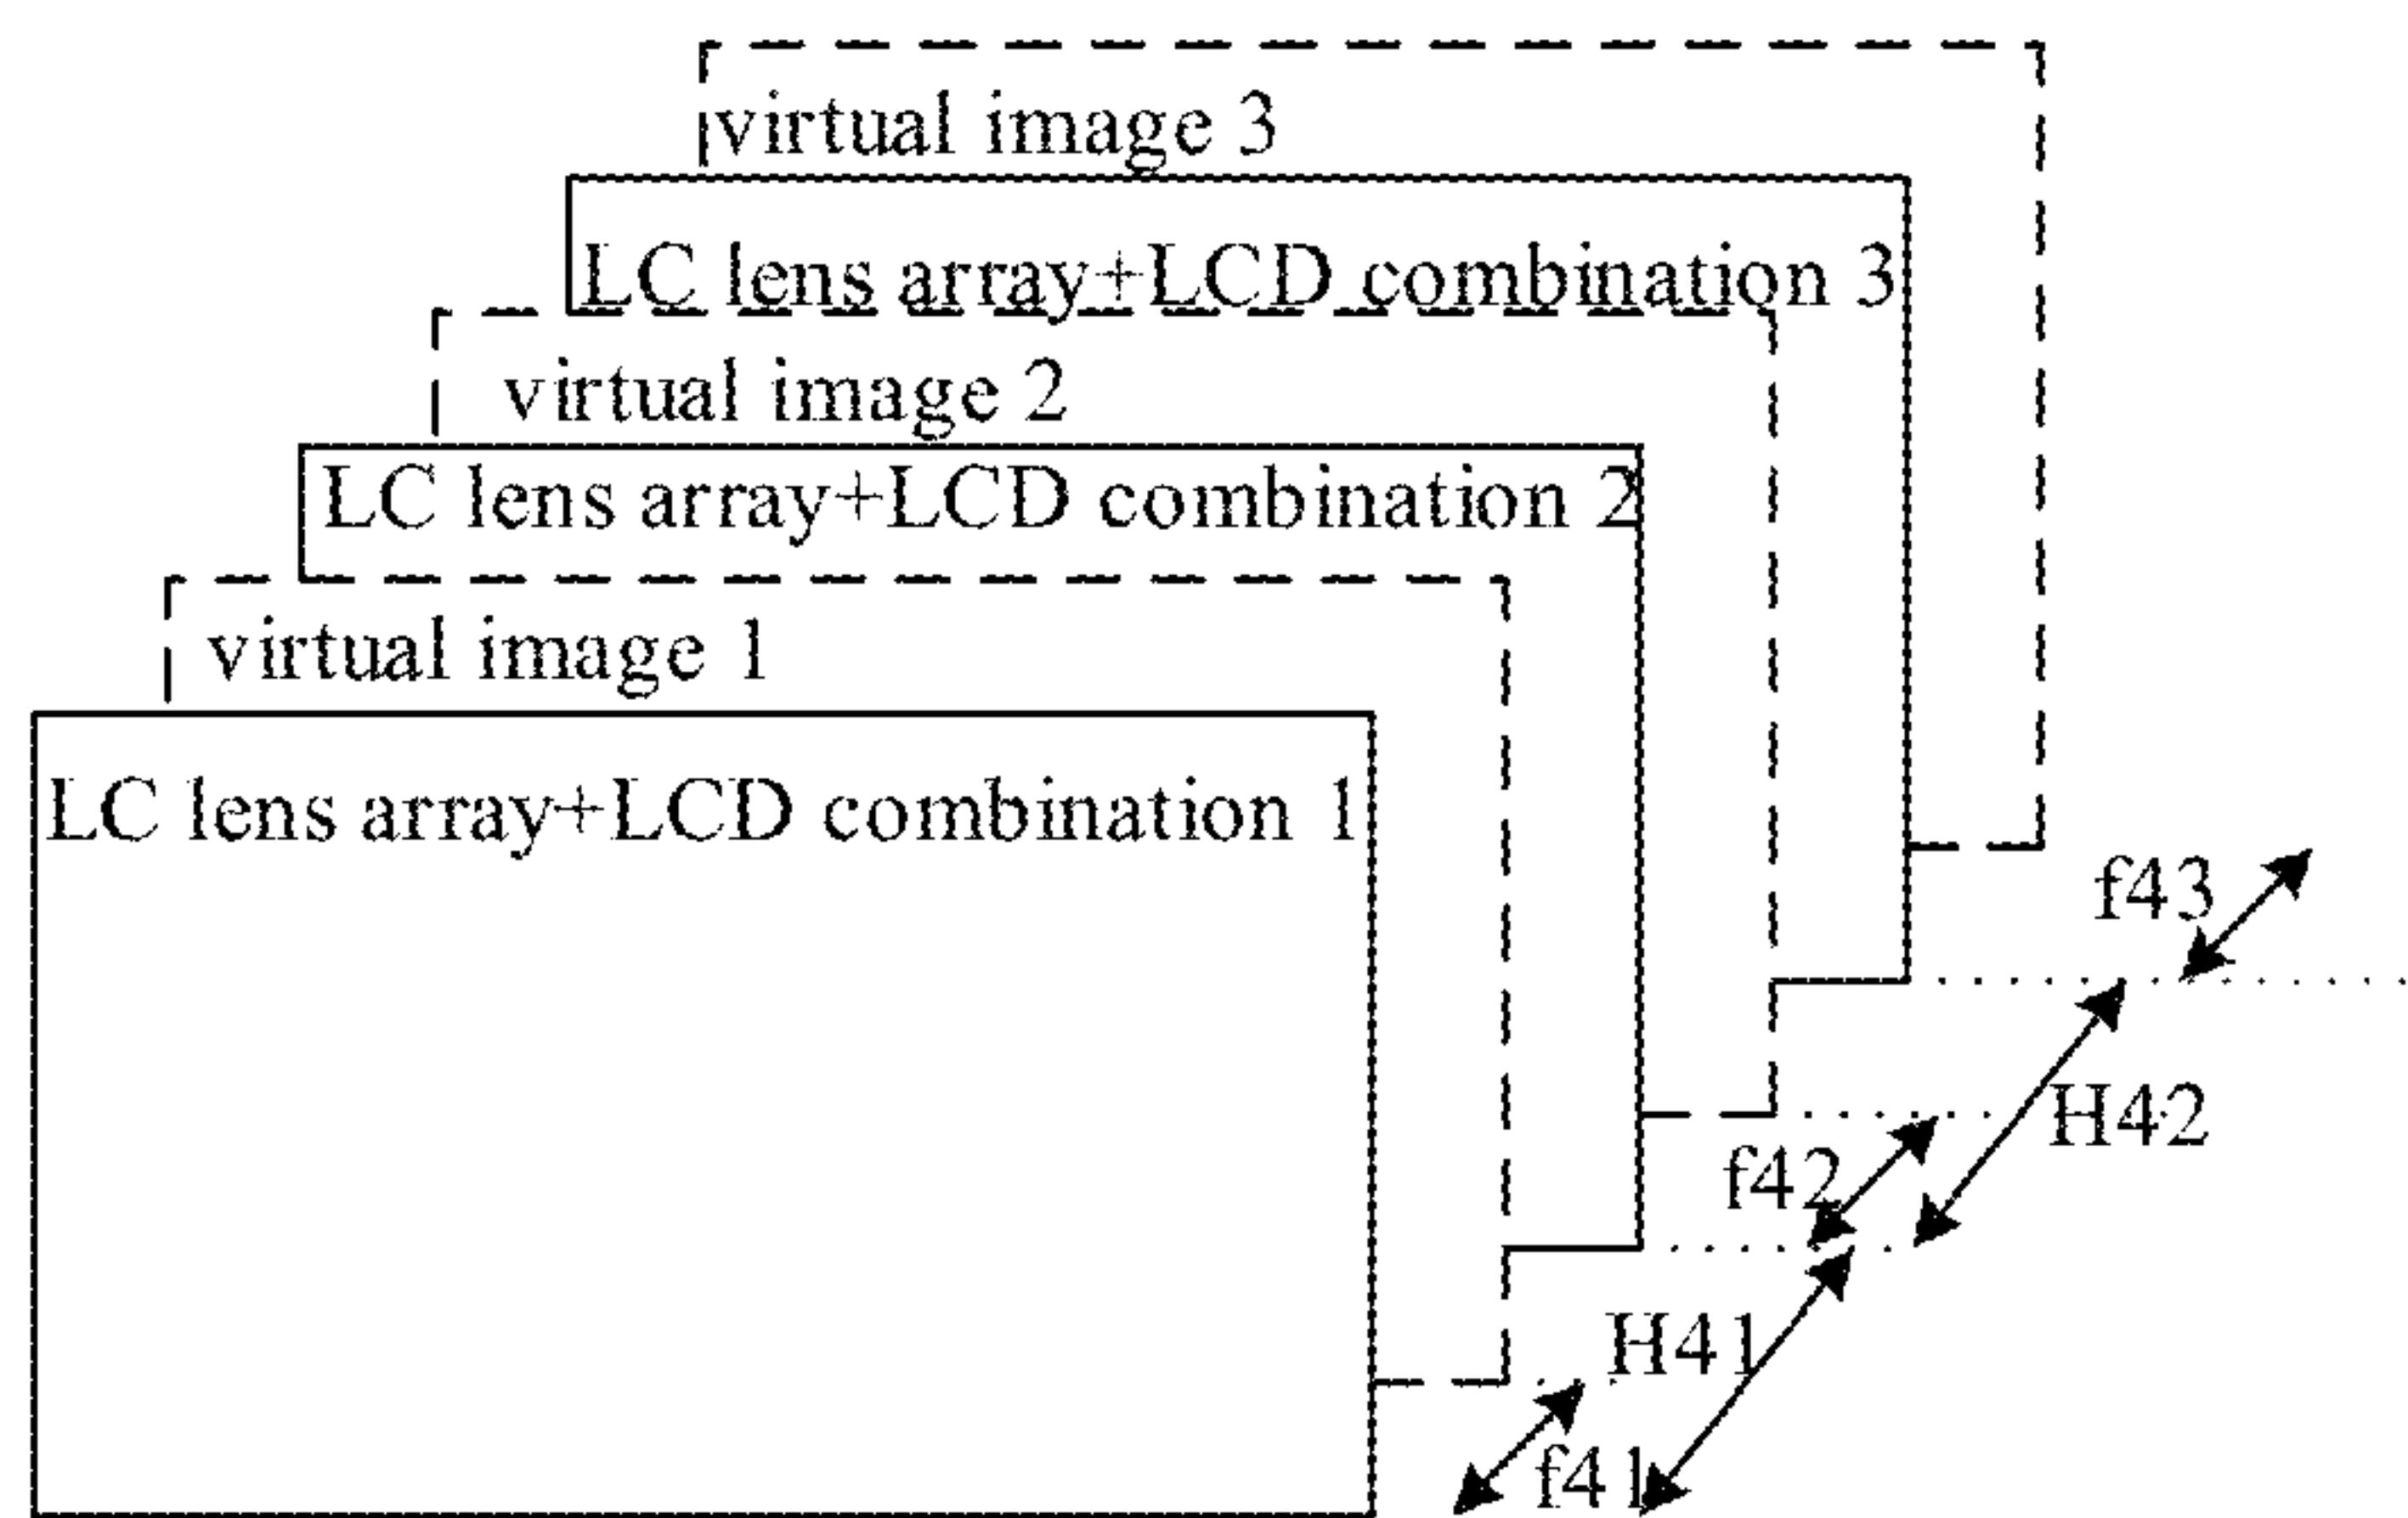 virtual image 3
LC lens array+LCD combination 3
virtual image 2
LC lens array+LCD combination 2
virtual image 1
LC lens array+LCD combination 1
f43
H42
f42
H41
f41